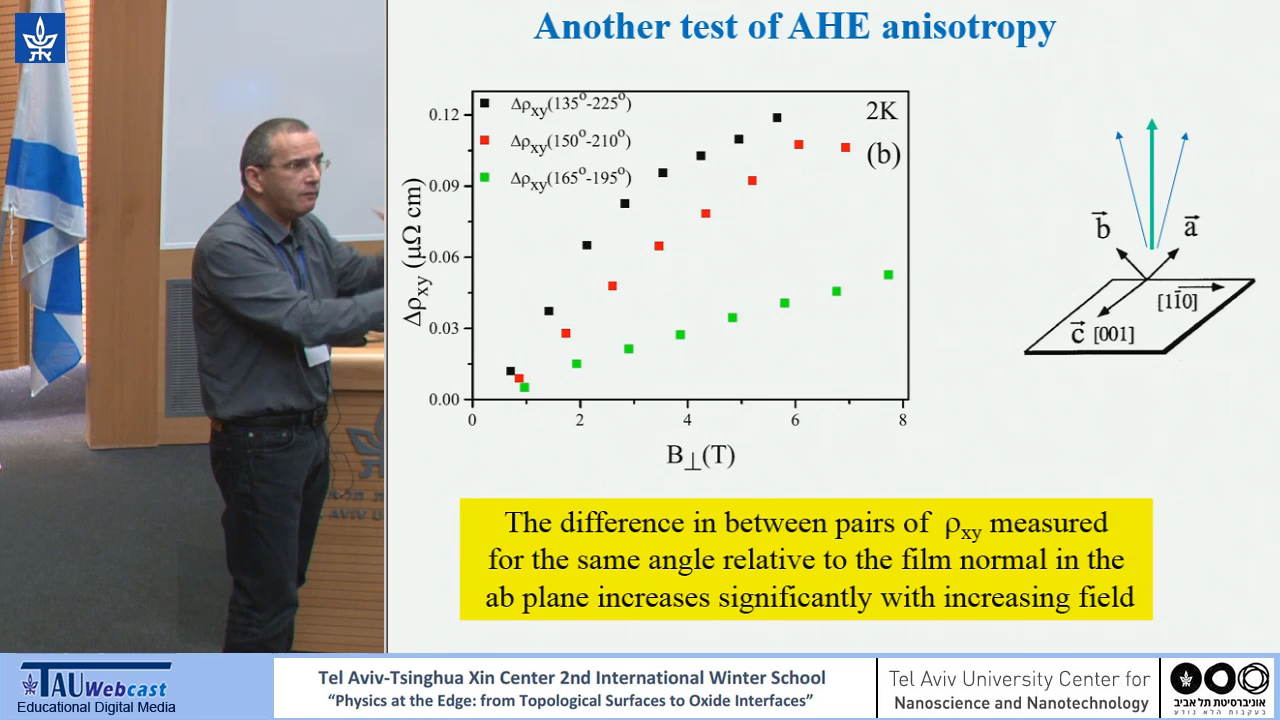 את
Another test of AHE anisotropy
Δρxy(135°-225°)
Δρxy(150°-210°)
Δρxy(165°-195°)
2K
(b)
0.12
0.09
0.06
0.03
0.00
Δρxy (μΩ cm)
0 2 4 6 8
B⊥(T)
b⃗
a⃗
[11̄0]
c⃗ [001]
The difference in between pairs of ρxy measured
for the same angle relative to the film normal in the
ab plane increases significantly with increasing field
TAU Webcast
Educational Digital Media
Tel Aviv-Tsinghua Xin Center 2nd International Winter School
“Physics at the Edge: from Topological Surfaces to Oxide Interfaces”
Tel Aviv University Center for
Nanoscience and Nanotechnology
אוניברסיטת תל אביב